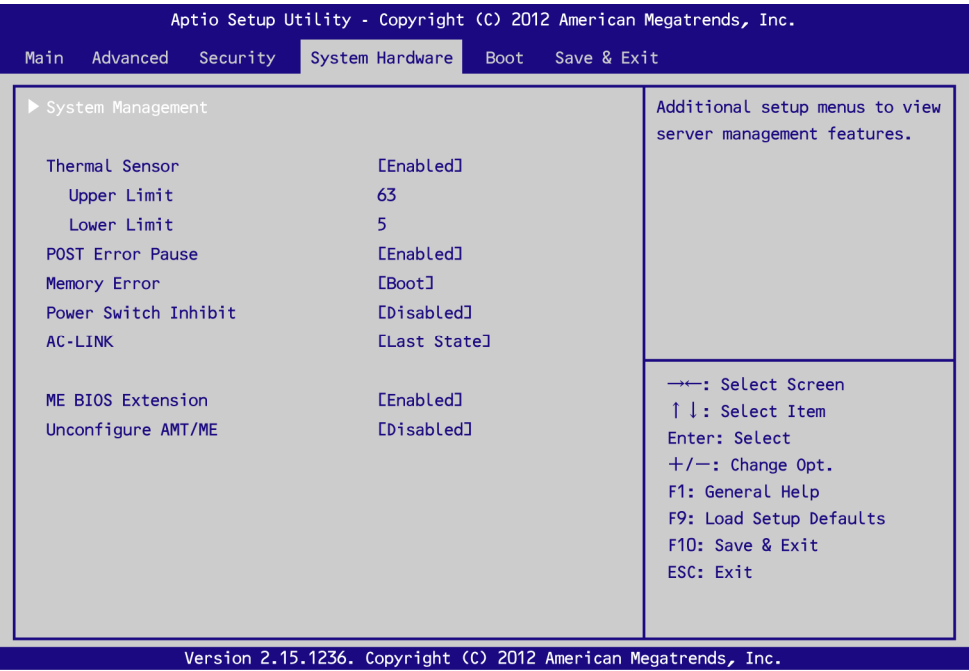 Aptio Setup Utility - Copyright (C) 2012 American Megatrends, Inc.
Main Advanced Security System Hardware Boot Save & Exit
▶ System Management
Thermal Sensor [Enabled]
Upper Limit 63
Lower Limit 5
POST Error Pause [Enabled]
Memory Error [Boot]
Power Switch Inhibit [Disabled]
AC-LINK [Last State]
ME BIOS Extension [Enabled]
Unconfigure AMT/ME [Disabled]
Additional setup menus to view
server management features.
→←: Select Screen
↑↓: Select Item
Enter: Select
+/−: Change Opt.
F1: General Help
F9: Load Setup Defaults
F10: Save & Exit
ESC: Exit
Version 2.15.1236. Copyright (C) 2012 American Megatrends, Inc.